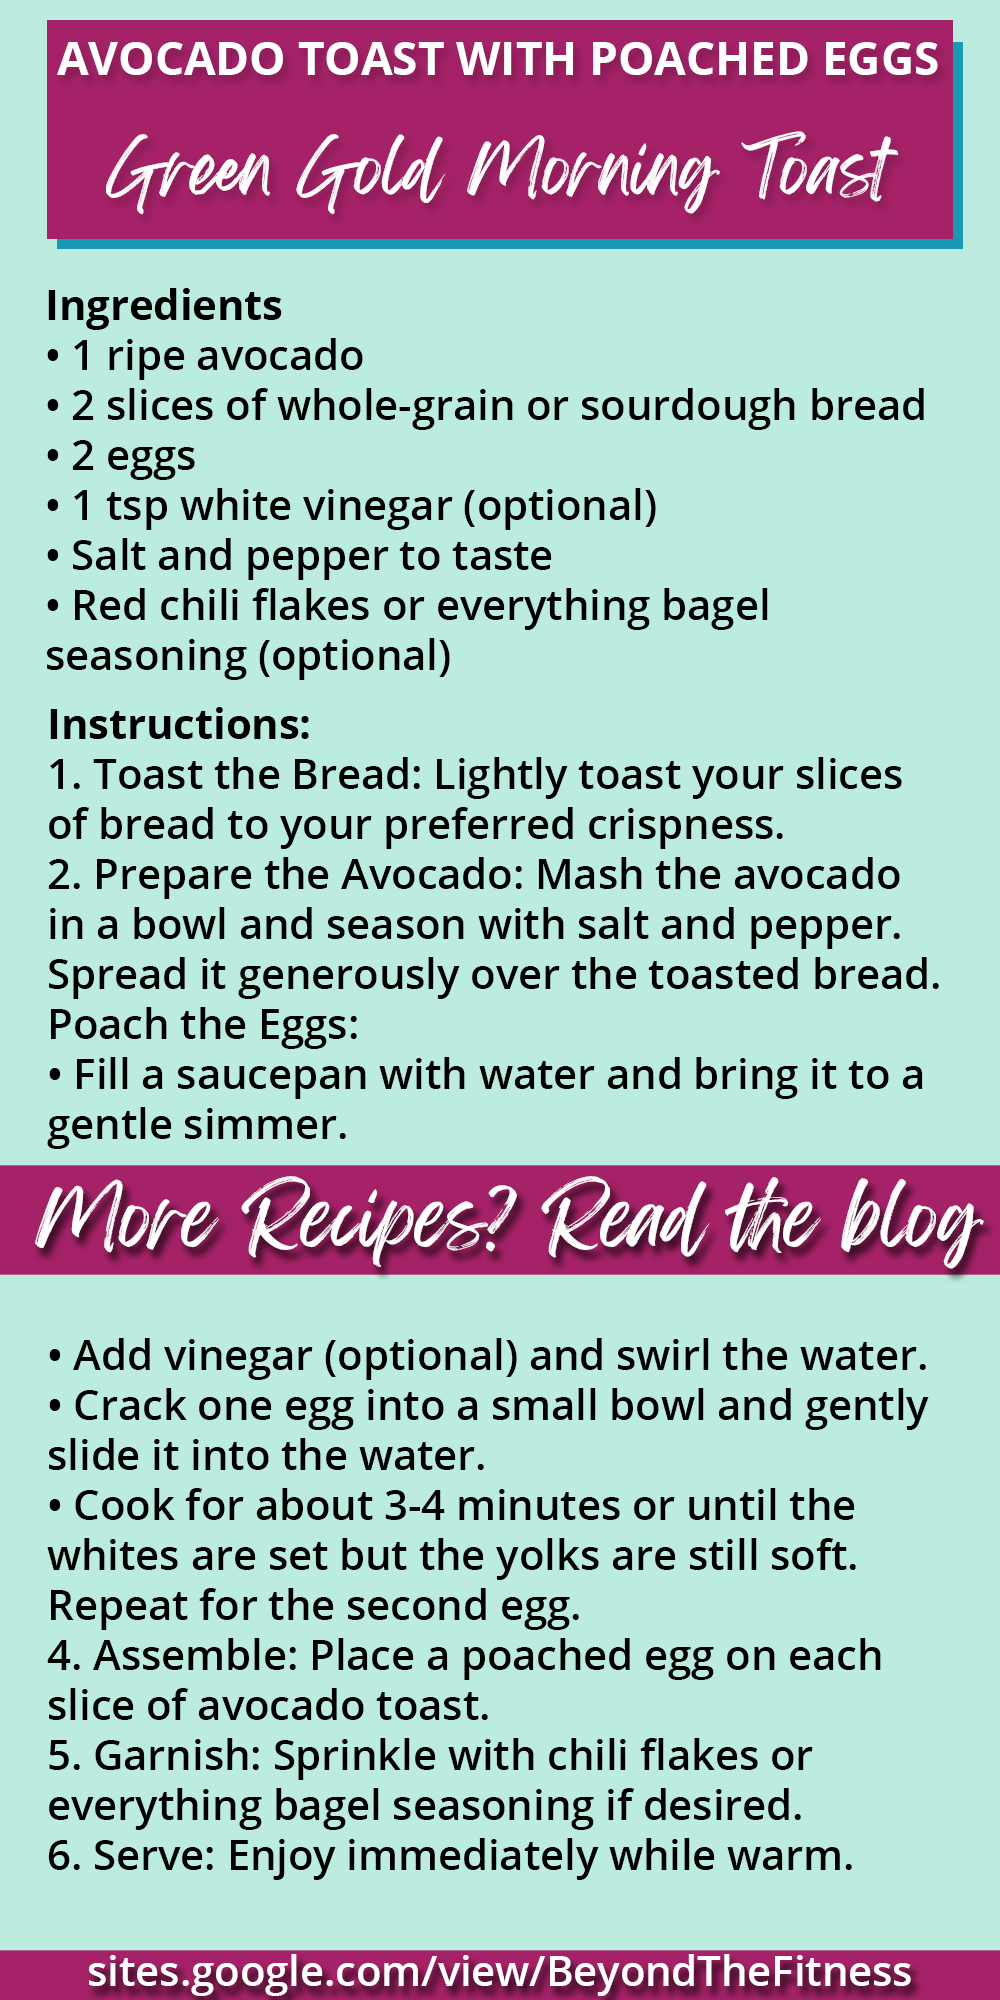 AVOCADO TOAST WITH POACHED EGGS
Green Gold Morning Toast
Ingredients
• 1 ripe avocado
• 2 slices of whole-grain or sourdough bread
• 2 eggs
• 1 tsp white vinegar (optional)
• Salt and pepper to taste
• Red chili flakes or everything bagel
seasoning (optional)
Instructions:
1. Toast the Bread: Lightly toast your slices
of bread to your preferred crispness.
2. Prepare the Avocado: Mash the avocado
in a bowl and season with salt and pepper.
Spread it generously over the toasted bread.
Poach the Eggs:
• Fill a saucepan with water and bring it to a
gentle simmer.
More Recipes? Read the blog
• Add vinegar (optional) and swirl the water.
• Crack one egg into a small bowl and gently
slide it into the water.
• Cook for about 3-4 minutes or until the
whites are set but the yolks are still soft.
Repeat for the second egg.
4. Assemble: Place a poached egg on each
slice of avocado toast.
5. Garnish: Sprinkle with chili flakes or
everything bagel seasoning if desired.
6. Serve: Enjoy immediately while warm.
sites.google.com/view/BeyondTheFitness